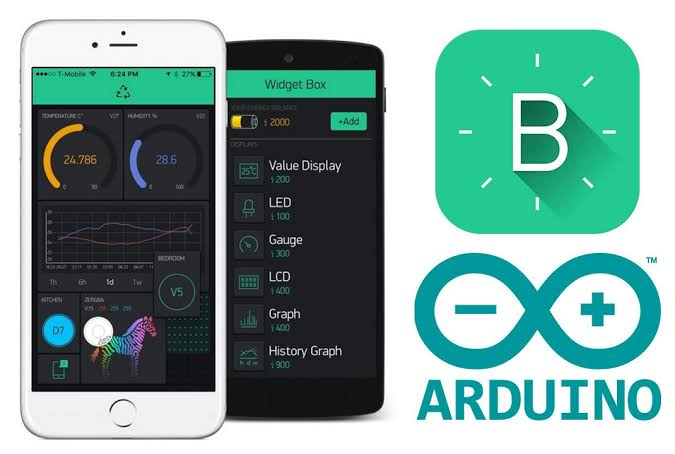 T-Mobile
6:24 PM
27%
TEMPERATURE C° V27
24.786
0 50
HUMIDITY, % V22
28.6
0 100
1h 6h 1d 1w
BEDROOM
V5
KITCHEN
D7
ZERGBA
Widget Box
YOUR ENERGY BALANCE
2000
+Add
DISPLAYS
25°C
Value Display
200
LED
100
Gauge
300
LCD
400
Graph
400
h d w
History Graph
900
B
TM
ARDUINO